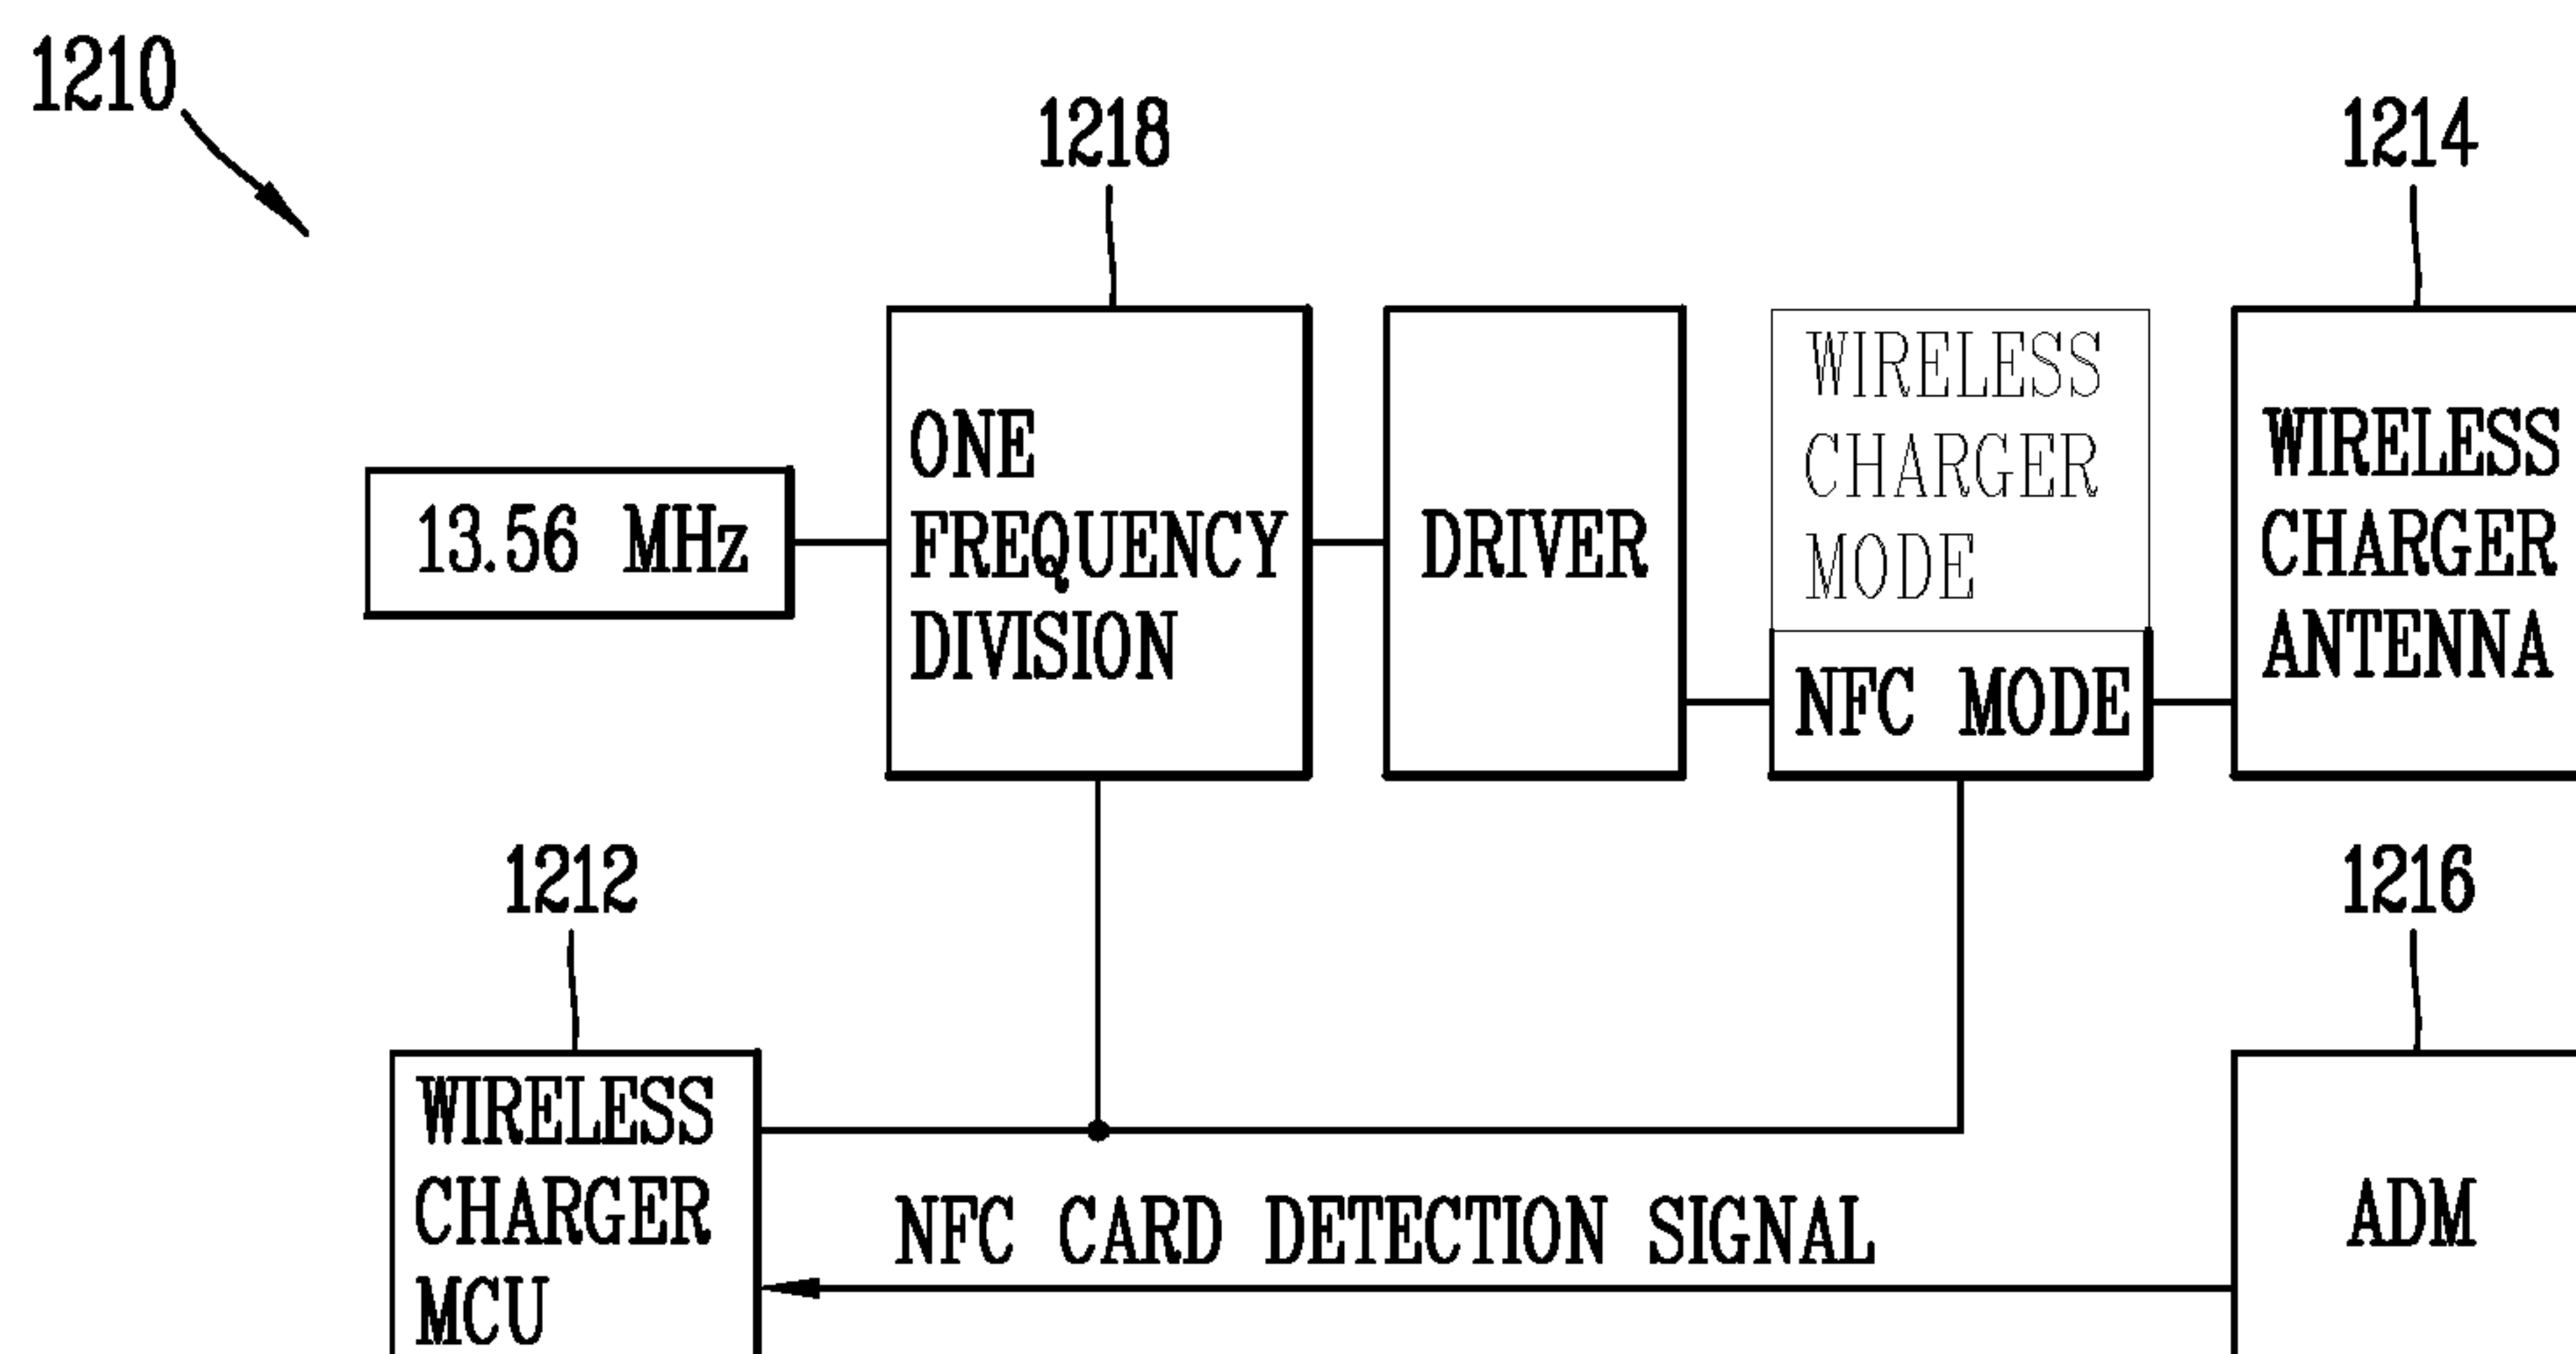 1210
1218
1214
13.56 MHz
ONE
FREQUENCY
DIVISION
DRIVER
WIRELESS
CHARGER
MODE
NFC MODE
WIRELESS
CHARGER
ANTENNA
1212
1216
WIRELESS
CHARGER
MCU
NFC CARD DETECTION SIGNAL
ADM